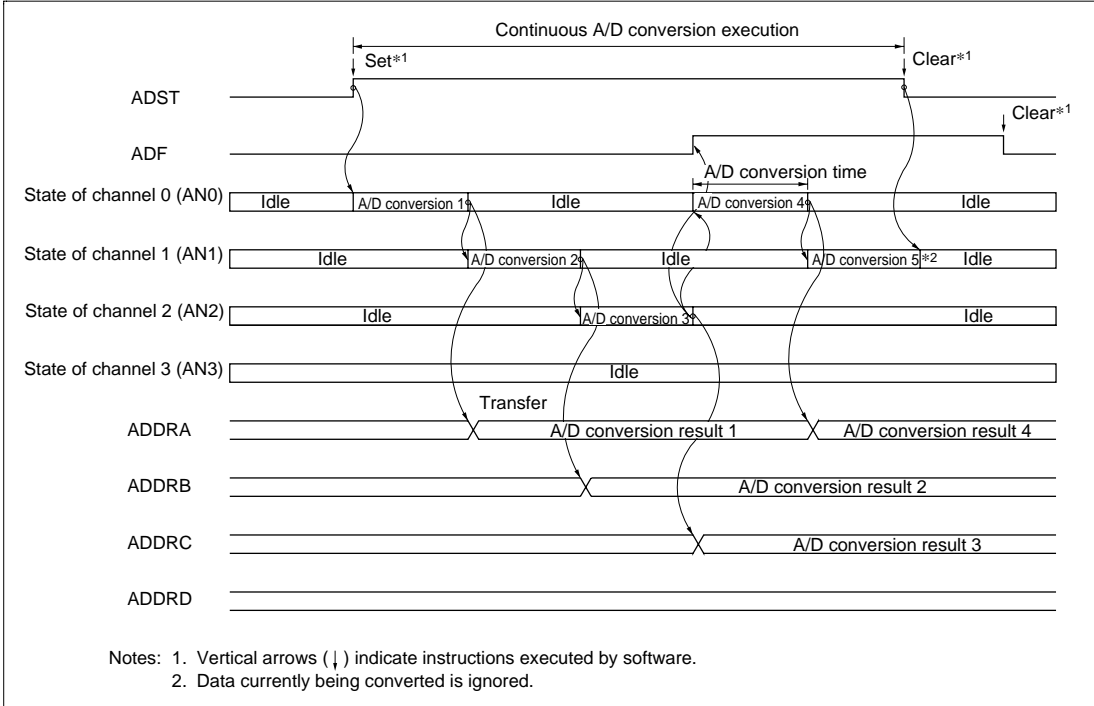 Continuous A/D conversion execution
Set*1 Clear*1
ADST
Clear*1
ADF
A/D conversion time
State of channel 0 (AN0) Idle A/D conversion 1 Idle A/D conversion 4 Idle
State of channel 1 (AN1) Idle A/D conversion 2 Idle A/D conversion 5 *2 Idle
State of channel 2 (AN2) Idle A/D conversion 3 Idle
State of channel 3 (AN3) Idle
Transfer
ADDRA A/D conversion result 1 A/D conversion result 4
ADDRB A/D conversion result 2
ADDRC A/D conversion result 3
ADDRD
Notes: 1. Vertical arrows (↓) indicate instructions executed by software.
2. Data currently being converted is ignored.